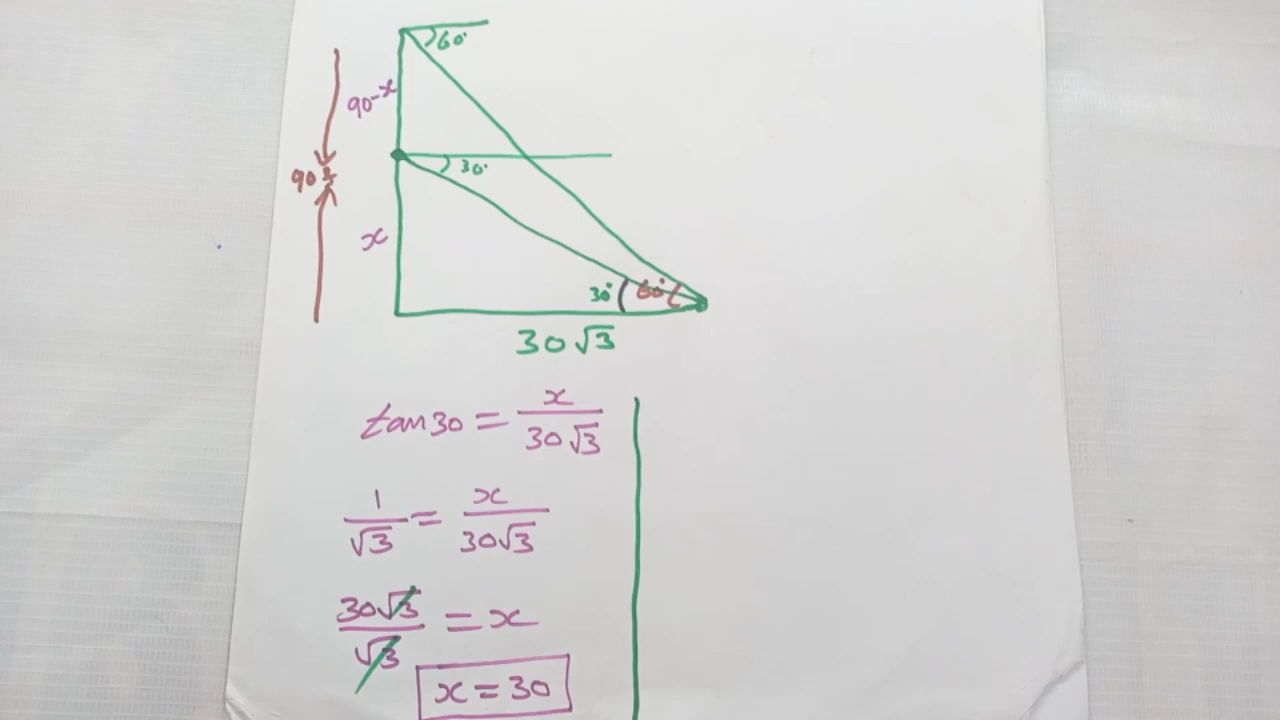 60°
90-x
30°
90
x
30° 60°
30√3
tan30 = x/30√3
1/√3 = x/30√3
30√3/√3 = x
x = 30